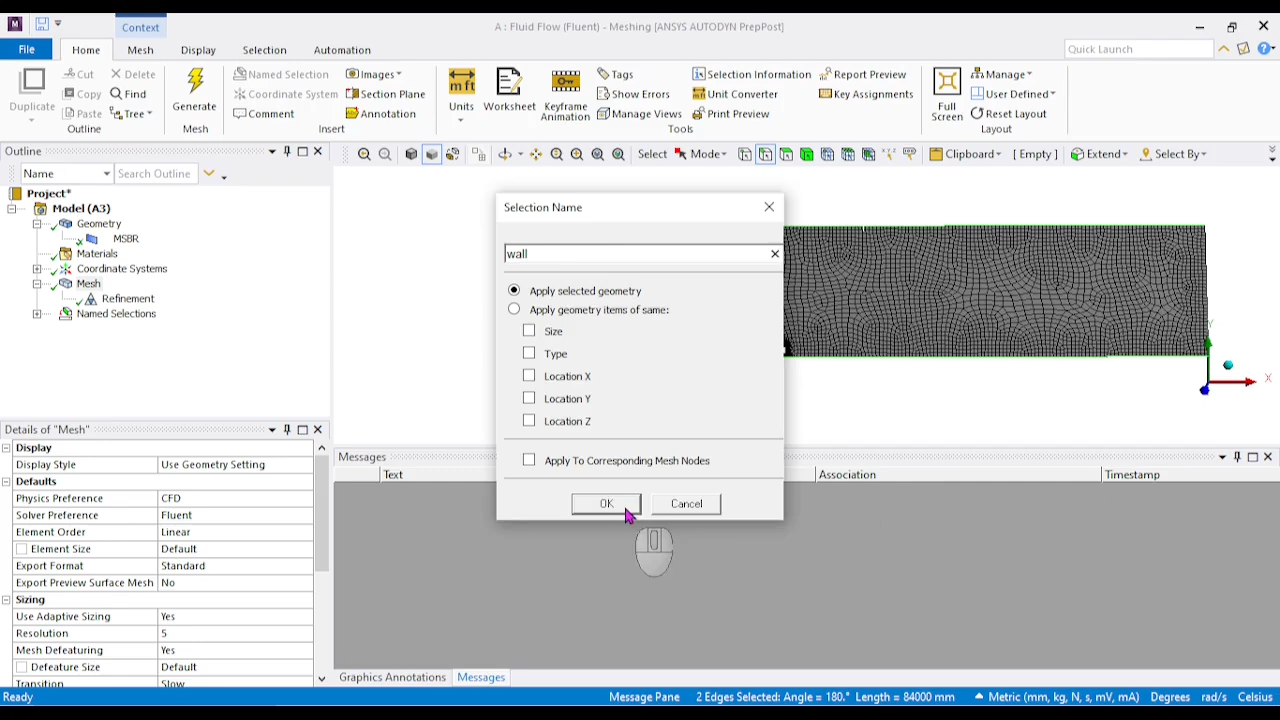 M Context A : Fluid Flow (Fluent) - Meshing [ANSYS AUTODYN PrepPost]
File Home Mesh Display Selection Automation Quick Launch
Duplicate Cut Delete Copy Find Paste Tree Outline
Generate Mesh
Named Selection Images Coordinate System Section Plane Comment Annotation Insert
Units Worksheet Keyframe Animation Tags Show Errors Manage Views Selection Information Unit Converter Print Preview Report Preview Key Assignments Tools
Full Screen Manage User Defined Reset Layout Layout
Outline Select Mode Clipboard [ Empty ] Extend Select By
Name Search Outline
Project*
Model (A3)
Geometry
MSBR
Materials
Coordinate Systems
Mesh
Refinement
Named Selections
Selection Name
wall
Apply selected geometry
Apply geometry items of same:
Size
Type
Location X
Location Y
Location Z
Apply To Corresponding Mesh Nodes
OK Cancel
Y
X
Details of "Mesh"
Display
Display Style Use Geometry Setting
Defaults
Physics Preference CFD
Solver Preference Fluent
Element Order Linear
Element Size Default
Export Format Standard
Export Preview Surface Mesh No
Sizing
Use Adaptive Sizing Yes
Resolution 5
Mesh Defeaturing Yes
Defeature Size Default
Transition Slow
Messages
Text Association Timestamp
Graphics Annotations Messages
Ready Message Pane 2 Edges Selected: Angle = 180.° Length = 84000 mm Metric (mm, kg, N, s, mV, mA) Degrees rad/s Celsius